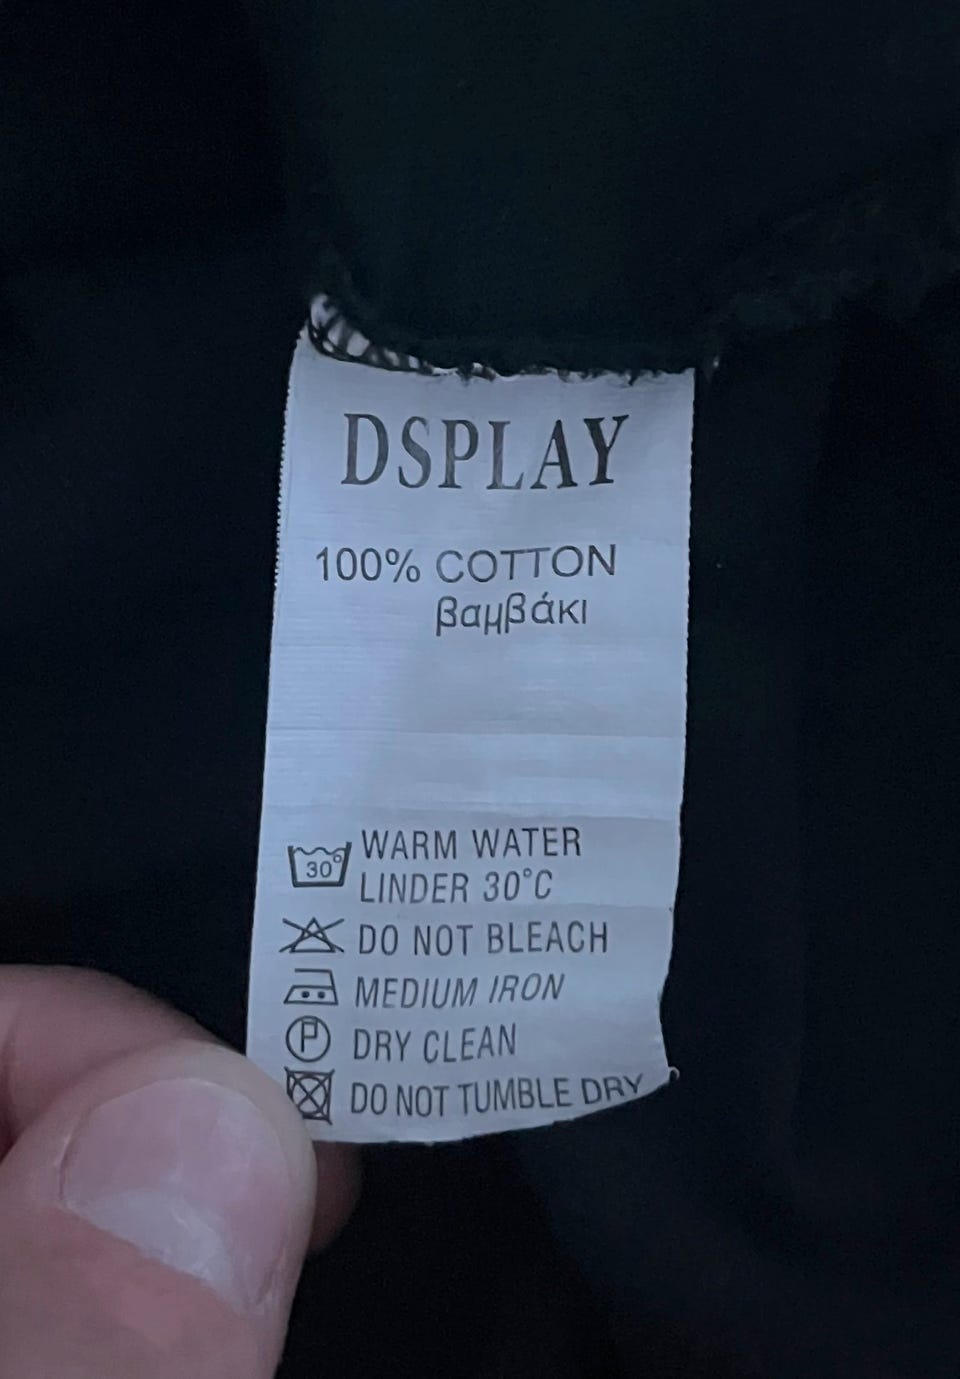 DSPLAY
100% COTTON
βαμβάκι
30° WARM WATER
LINDER 30°C
DO NOT BLEACH
MEDIUM IRON
P DRY CLEAN
DO NOT TUMBLE DRY